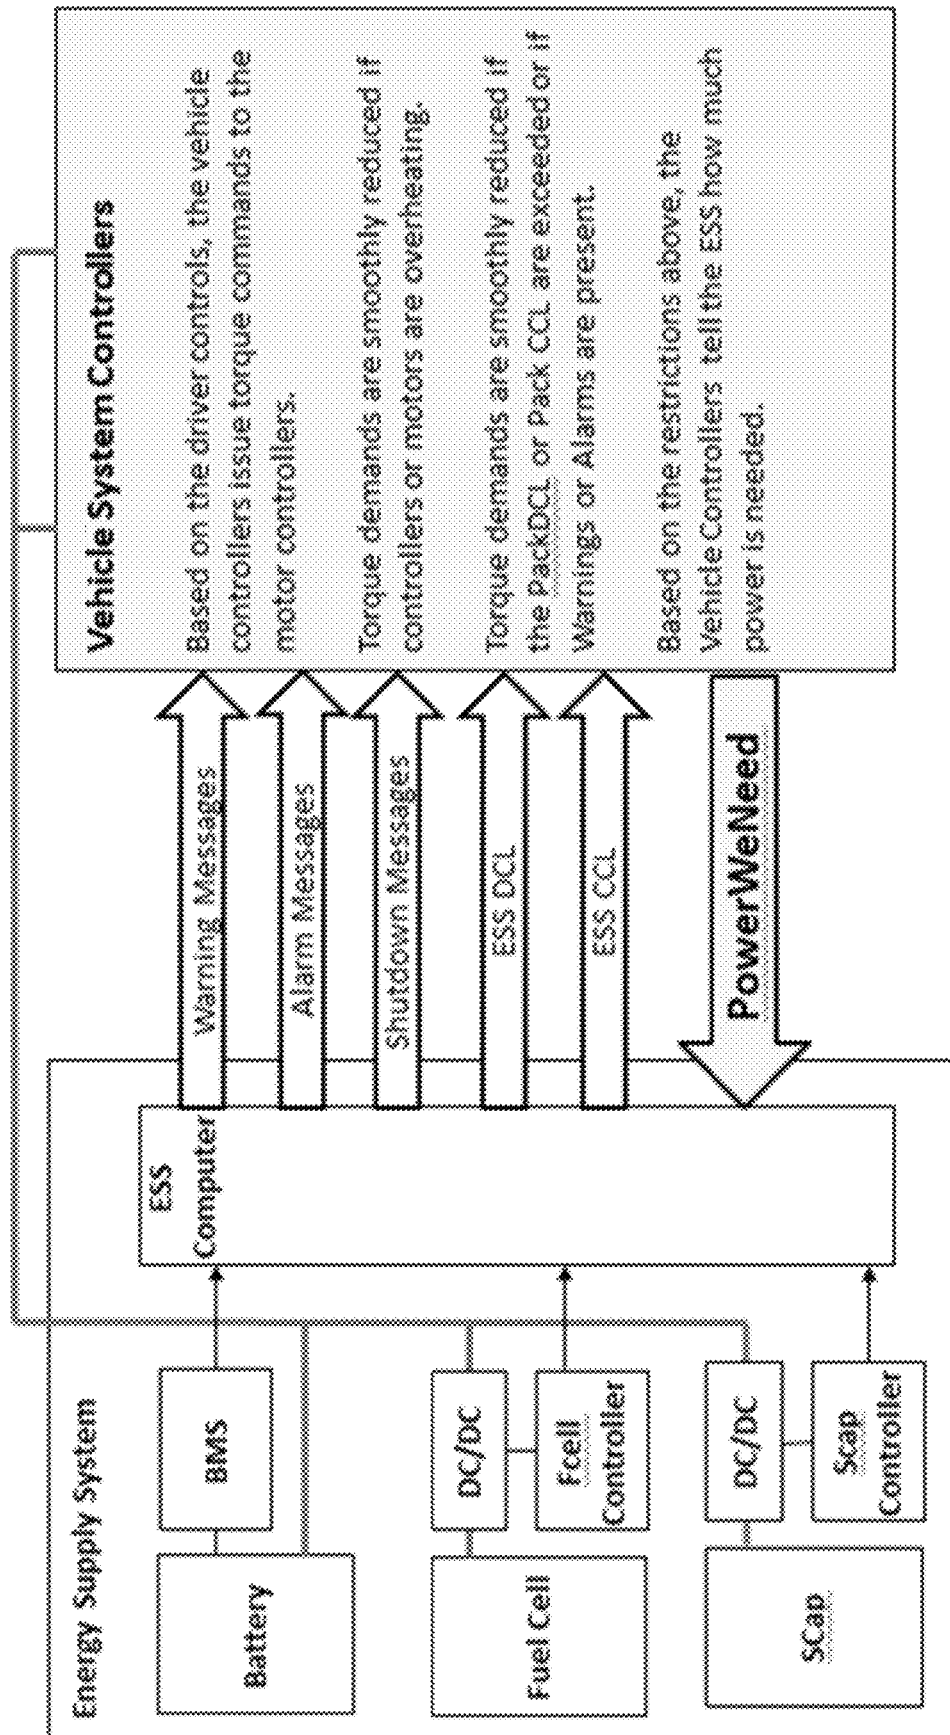 Energy Supply System
Battery
BMS
Fuel Cell
DC/DC
Fcell
Controller
SCap
DC/DC
Scap
Controller
ESS
Computer
Warning Messages
Alarm Messages
Shutdown Messages
ESS DCL
ESS CCL
PowerWeNeed
Vehicle System Controllers
Based on the driver controls, the vehicle
controllers issue torque commands to the
motor controllers.
Torque demands are smoothly reduced if
controllers or motors are overheating.
Torque demands are smoothly reduced if
the PackDCL or Pack CCL are exceeded or if
Warnings or Alarms are present.
Based on the restrictions above, the
Vehicle Controllers tell the ESS how much
power is needed.